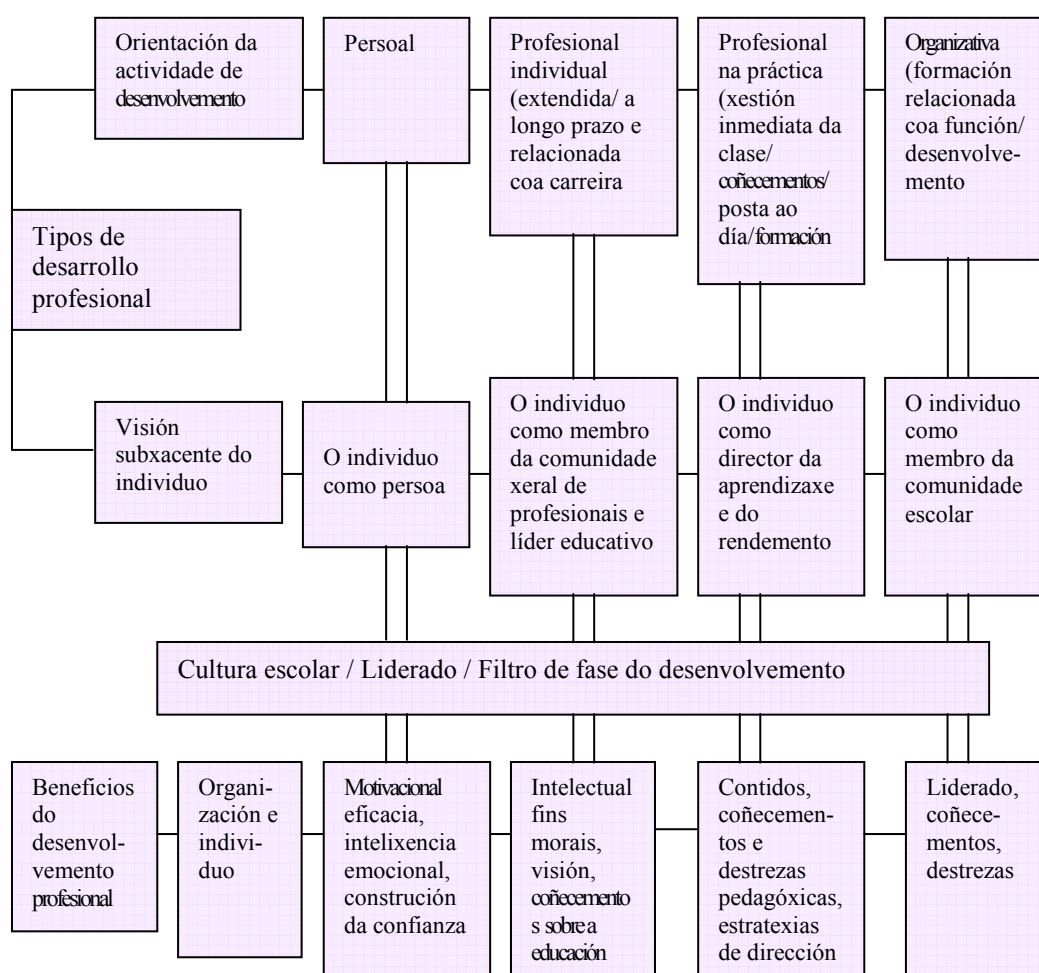 Orientación da
actividade de
desenvolvemento
Persoal
Profesional
individual
(extendida/ a
longo prazo e
relacionada
coa carreira
Profesional
na práctica
(xestión
inmediata da
clase/
coñecementos/
posta ao
día/formación
Organizativa
(formación
relacionada
coa función/
desenvolve-
mento
Tipos de
desarrollo
profesional
Visión
subxacente do
individuo
O individuo
como persoa
O individuo
como membro
da comunidade
xeral de
profesionais e
líder educativo
O individuo
como
director da
aprendizaxe
e do
rendemento
O individuo
como
membro da
comunidade
escolar
Cultura escolar / Liderado / Filtro de fase do desenvolvemento
Beneficios
do
desenvol-
vemento
profesional
Organi-
zación e
indivi-
duo
Motivacional
eficacia,
intelixencia
emocional,
construción
da confianza
Intelectual
fins
morais,
visión,
coñecemento
s sobre a
educación
Contidos,
coñecemen-
tos e
destrezas
pedagóxicas,
estratexias
de dirección
Liderado,
coñece-
mentos,
destrezas